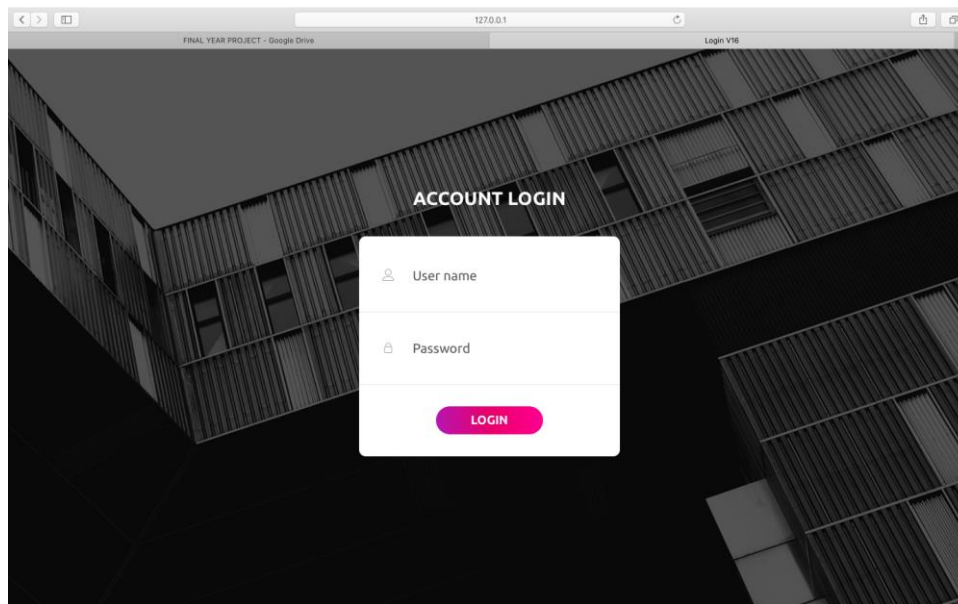 127.0.0.1
FINAL YEAR PROJECT - Google Drive
Login V16
ACCOUNT LOGIN
User name
Password
LOGIN